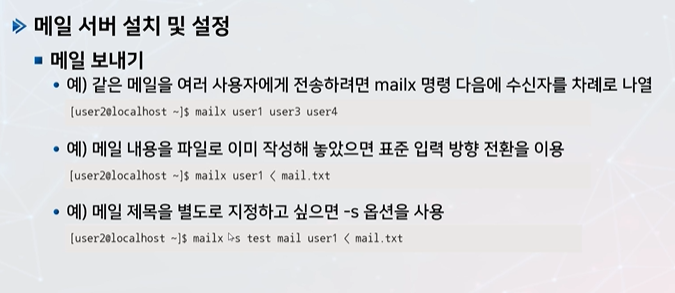 메일 서버 설치 및 설정
메일 보내기
예) 같은 메일을 여러 사용자에게 전송하려면 mailx 명령 다음에 수신자를 차례로 나열
[user2@localhost ~]$ mailx user1 user3 user4
예) 메일 내용을 파일로 이미 작성해 놓았으면 표준 입력 방향 전환을 이용
[user2@localhost ~]$ mailx user1 < mail.txt
예) 메일 제목을 별도로 지정하고 싶으면 -s 옵션을 사용
[user2@localhost ~]$ mailx -s test mail user1 < mail.txt